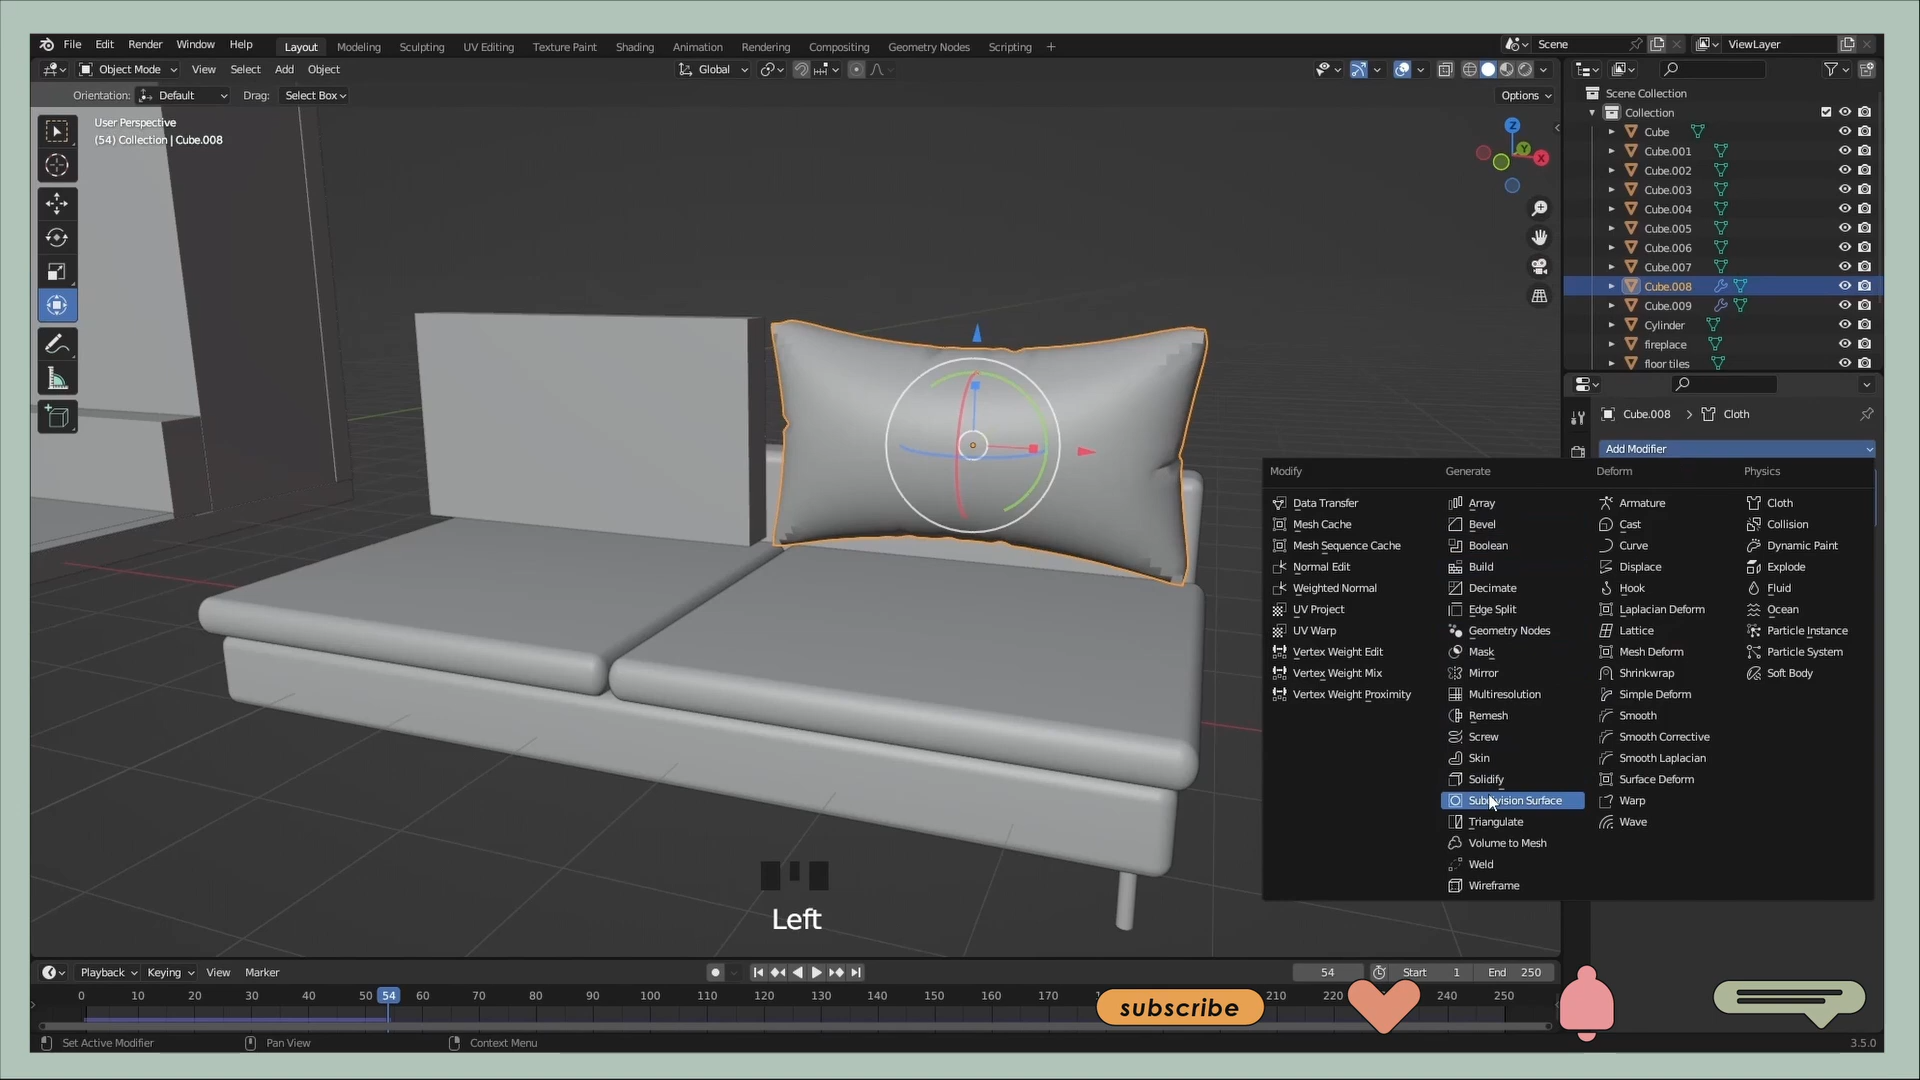 File Edit Render Window Help Layout Modeling Sculpting UV Editing Texture Paint Shading Animation Rendering Compositing Geometry Nodes Scripting + Scene ViewLayer
Object Mode View Select Add Object Global
Orientation: Default Drag: Select Box Options
User Perspective
(54) Collection | Cube.008
Z
Y
X
Scene Collection
Collection
Cube
Cube.001
Cube.002
Cube.003
Cube.004
Cube.005
Cube.006
Cube.007
Cube.008
Cube.009
Cylinder
fireplace
floor tiles
Cube.008 > Cloth
Add Modifier
Modify Generate Deform Physics
Data Transfer Array Armature Cloth
Mesh Cache Bevel Cast Collision
Mesh Sequence Cache Boolean Curve Dynamic Paint
Normal Edit Build Displace Explode
Weighted Normal Decimate Hook Fluid
UV Project Edge Split Laplacian Deform Ocean
UV Warp Geometry Nodes Lattice Particle Instance
Vertex Weight Edit Mask Mesh Deform Particle System
Vertex Weight Mix Mirror Shrinkwrap Soft Body
Vertex Weight Proximity Multiresolution Simple Deform
Remesh Smooth
Screw Smooth Corrective
Skin Smooth Laplacian
Solidify Surface Deform
Subdivision Surface Warp
Triangulate Wave
Volume to Mesh
Weld
Wireframe
Left
Playback Keying View Marker 54 Start 1 End 250
0 10 20 30 40 50 54 60 70 80 90 100 110 120 130 140 150 160 170 210 220 240 250
subscribe
Set Active Modifier Pan View Context Menu 3.5.0